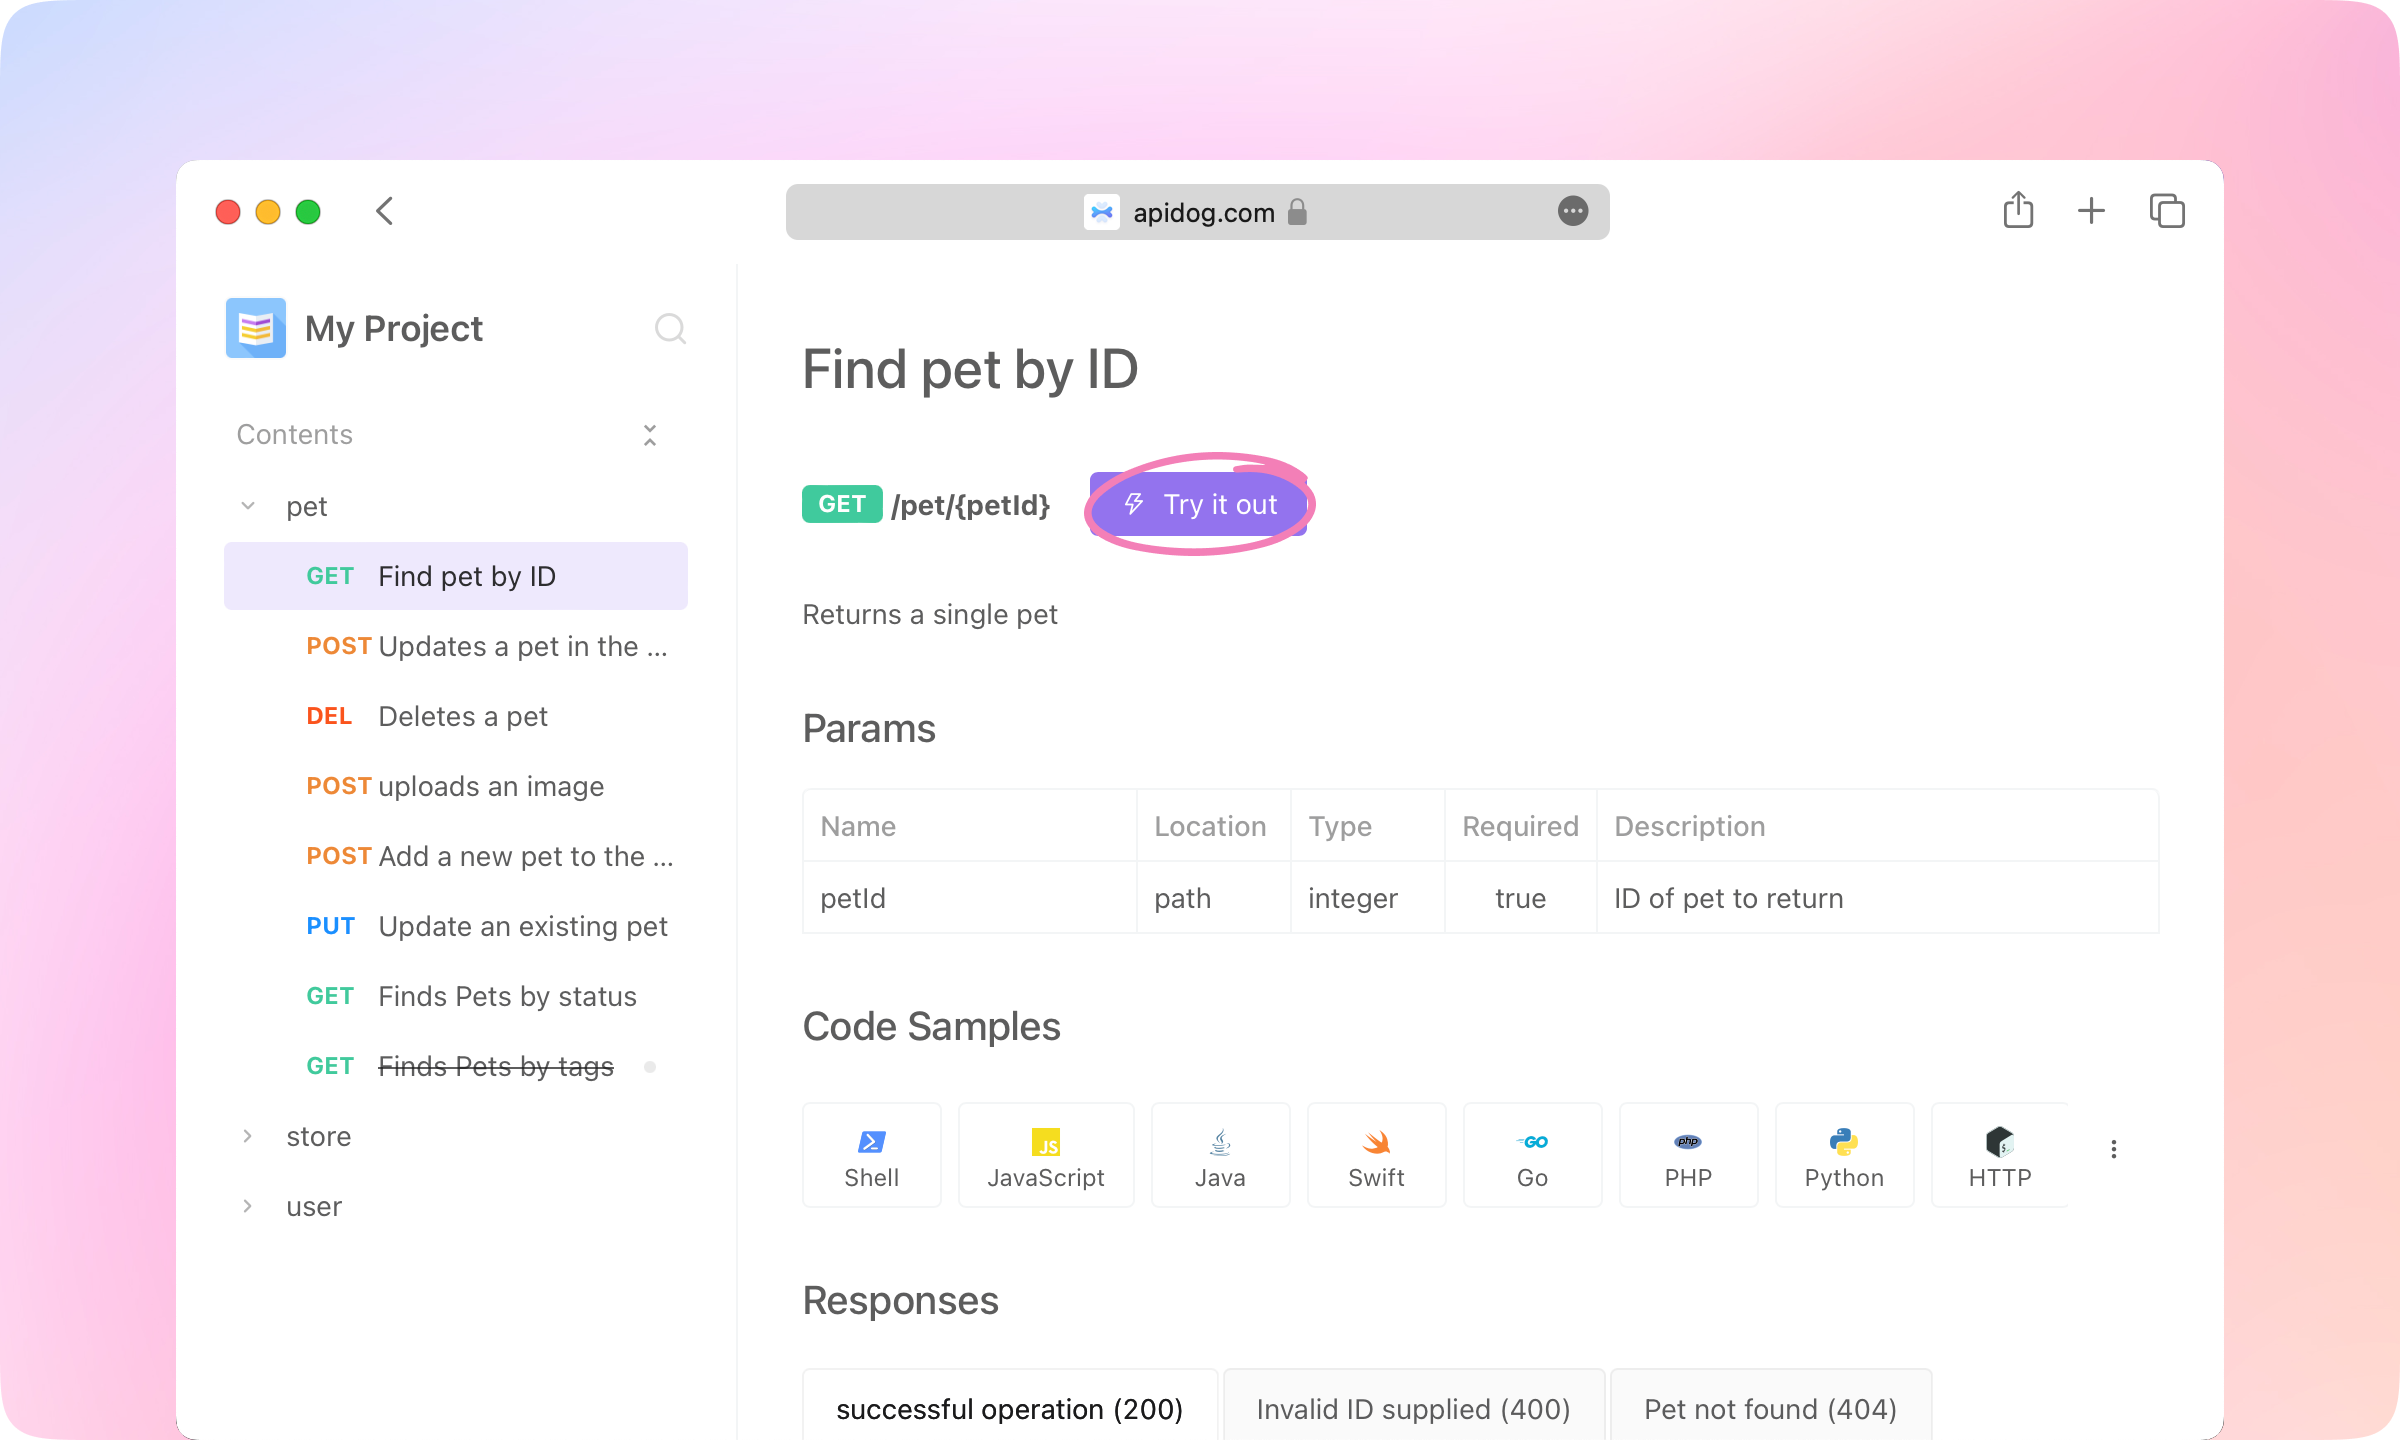 apidog.com
My Project
Contents
pet
GET Find pet by ID
POST Updates a pet in the ...
DEL Deletes a pet
POST uploads an image
POST Add a new pet to the ...
PUT Update an existing pet
GET Finds Pets by status
GET Finds Pets by tags
store
user
Find pet by ID
GET /pet/{petId} Try it out
Returns a single pet
Params
Name Location Type Required Description
petId path integer true ID of pet to return
Code Samples
JS GO php
Shell JavaScript Java Swift Go PHP Python HTTP
Responses
successful operation (200) Invalid ID supplied (400) Pet not found (404)